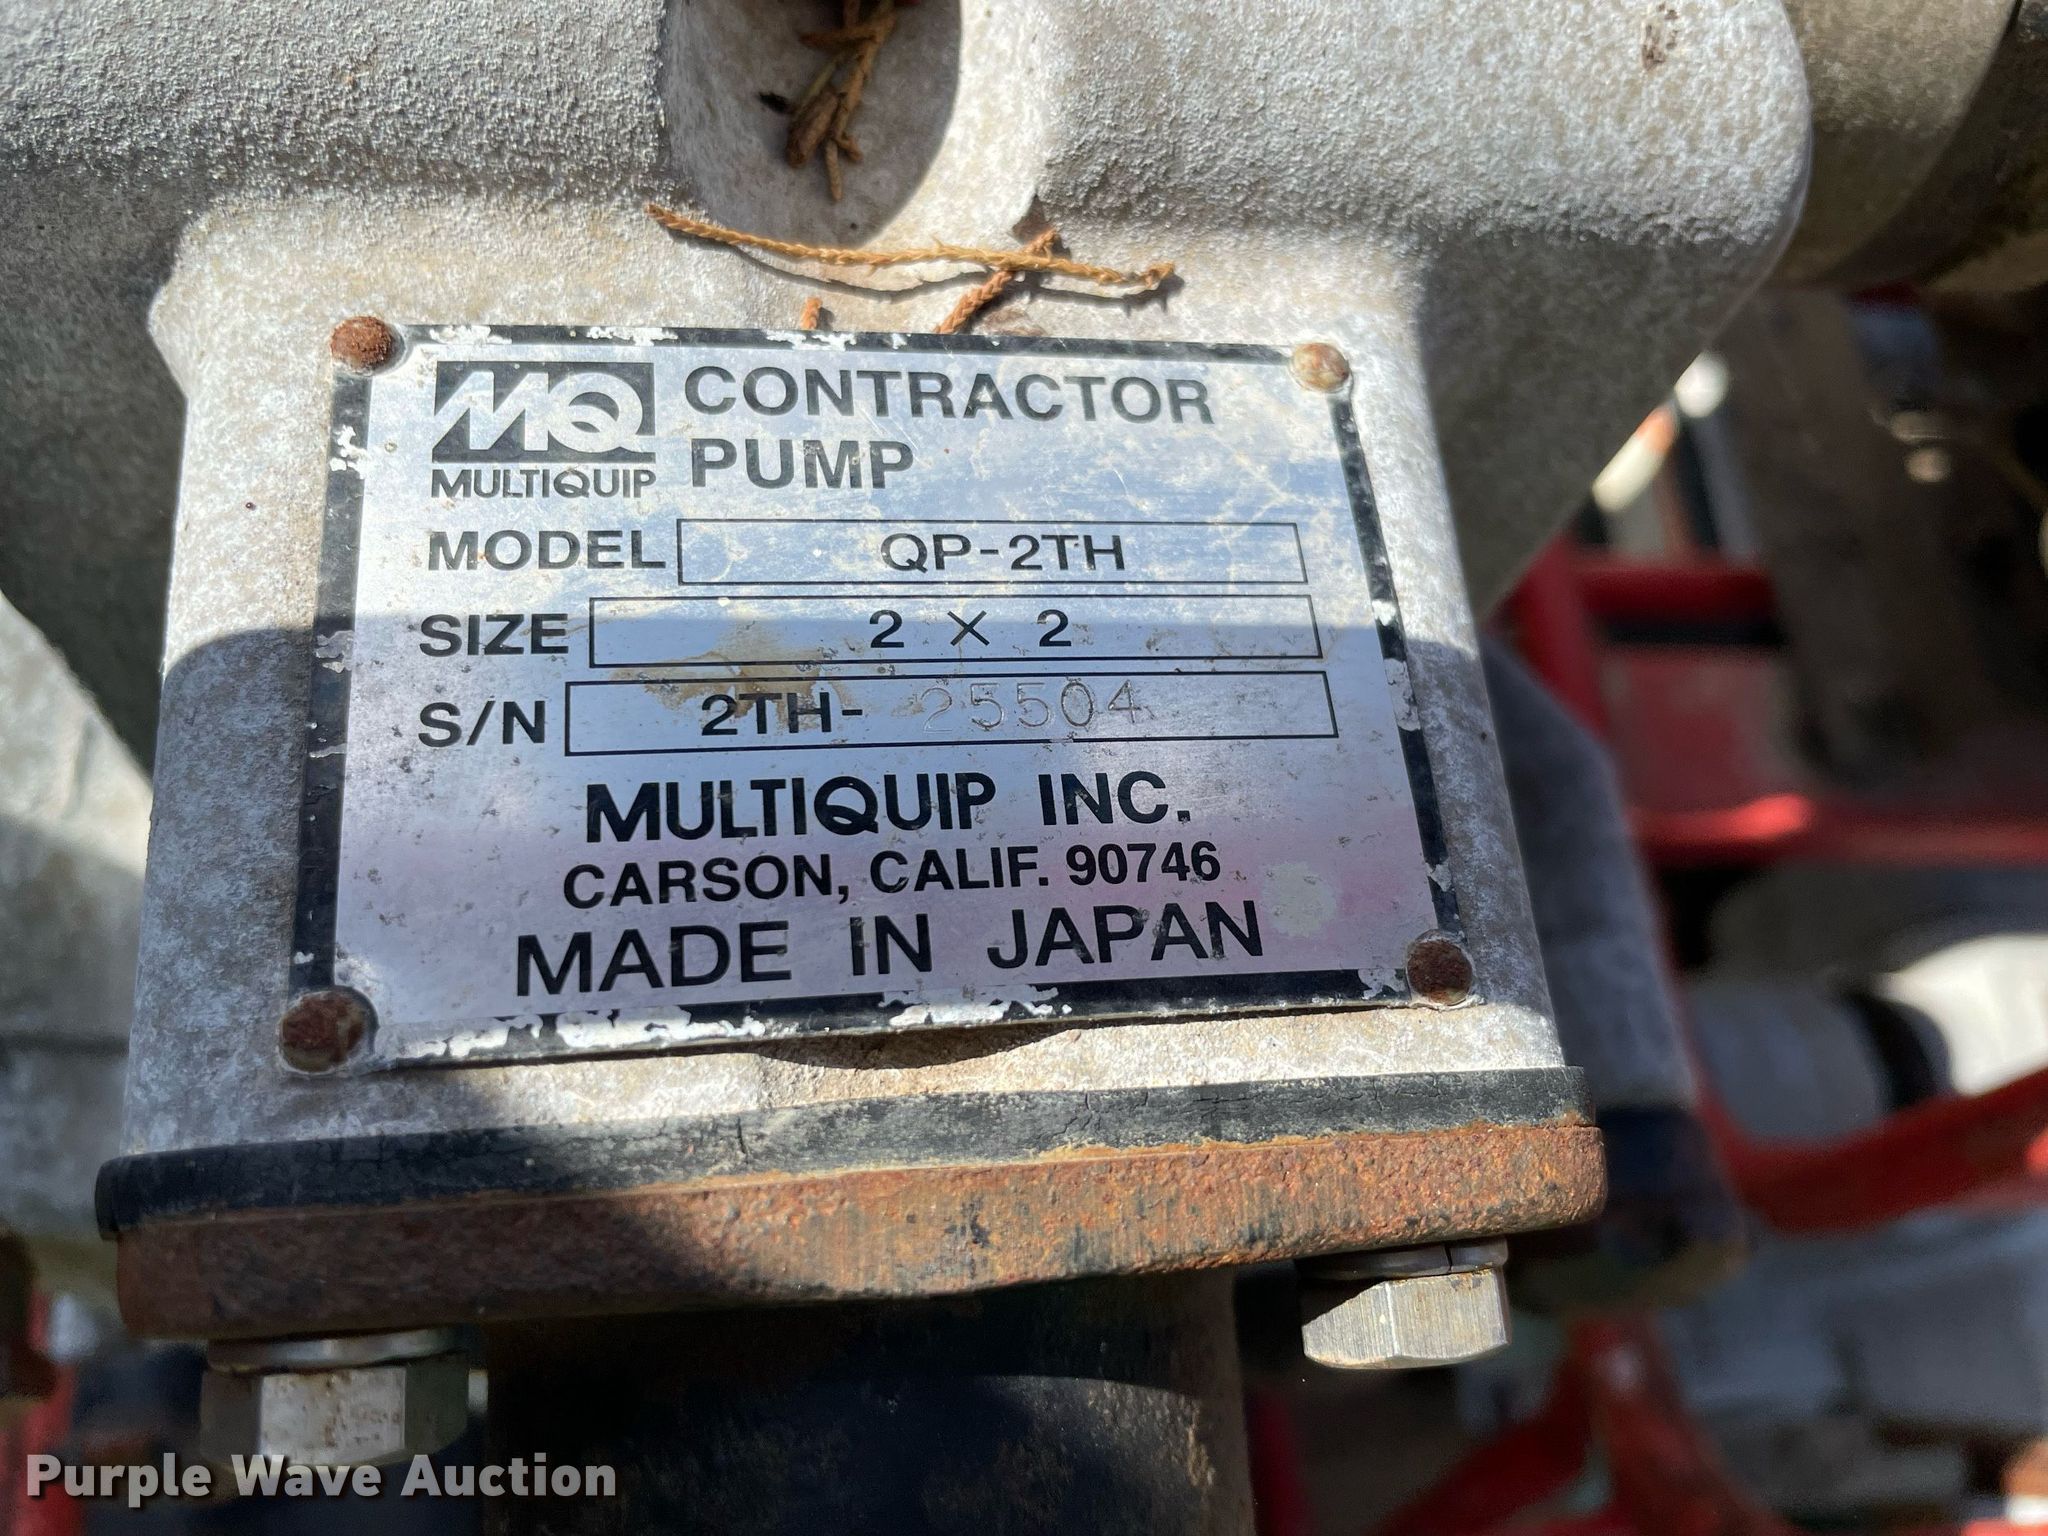 MQ CONTRACTOR
MULTIQUIP PUMP
MODEL QP-2TH
SIZE 2 × 2
S/N 2TH- 25504
MULTIQUIP INC.
CARSON, CALIF. 90746
MADE IN JAPAN
Purple Wave Auction